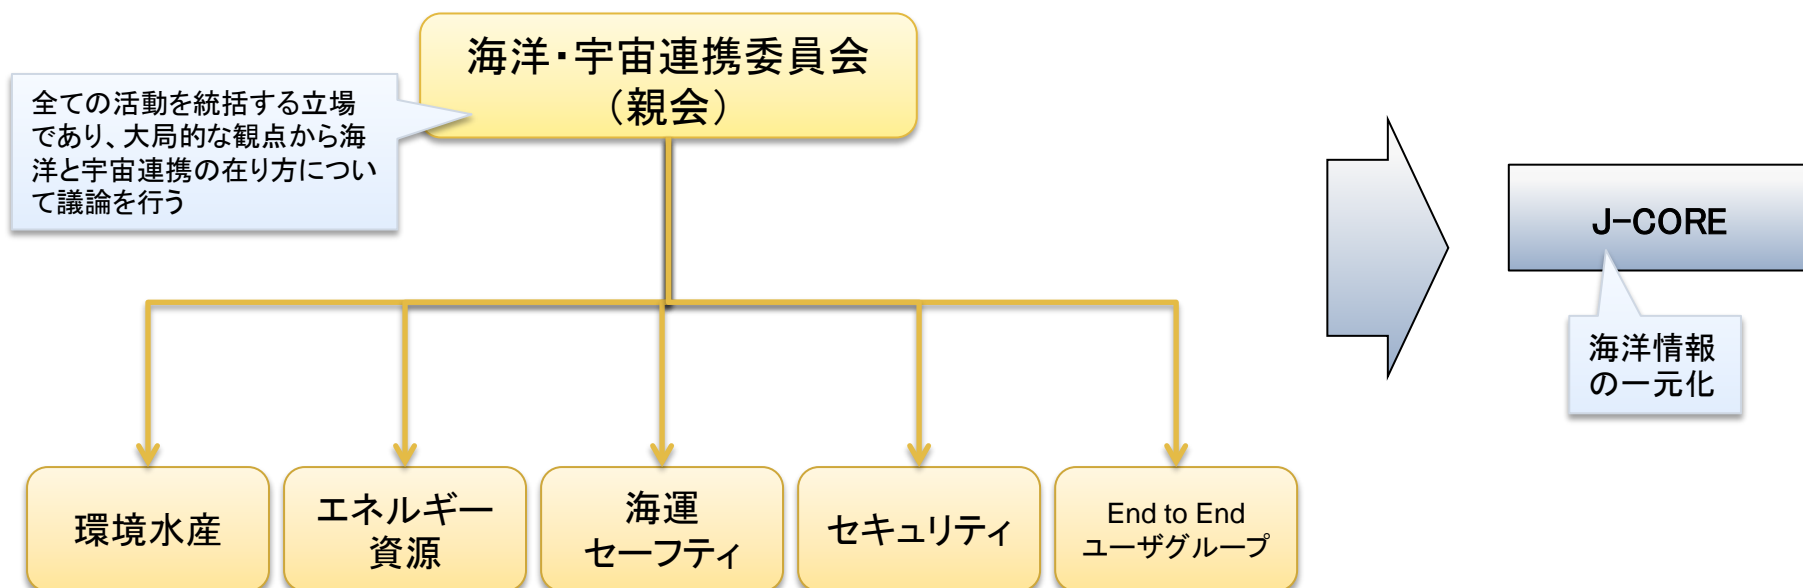 海洋・宇宙連携委員会
（親会）
全ての活動を統括する立場
であり、大局的な観点から海
洋と宇宙連携の在り方につい
て議論を行う
J-CORE
海洋情報
の一元化
環境水産
エネルギー
資源
海運
セーフティ
セキュリティ
End to End
ユーザグループ